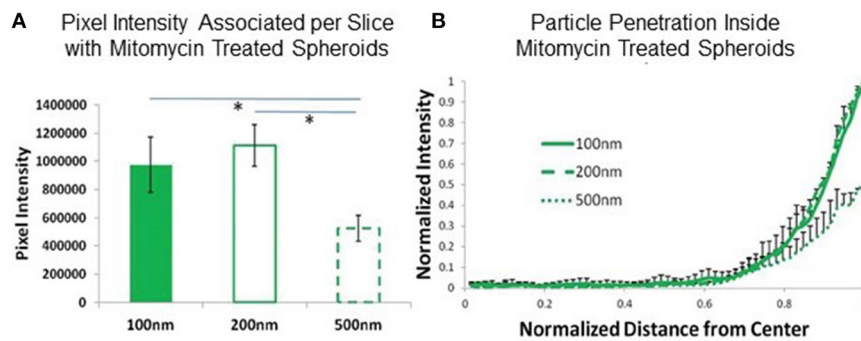 A
Pixel Intensity Associated per Slice
with Mitomycin Treated Spheroids
1400000
1200000
1000000
800000
600000
400000
200000
0
Pixel Intensity
*
*
100nm
200nm
500nm
B
Particle Penetration Inside
Mitomycin Treated Spheroids
1
0.9
0.8
0.7
0.6
0.5
0.4
0.3
0.2
0.1
0
Normalized Intensity
100nm
200nm
500nm
0
0.2
0.4
0.6
0.8
Normalized Distance from Center